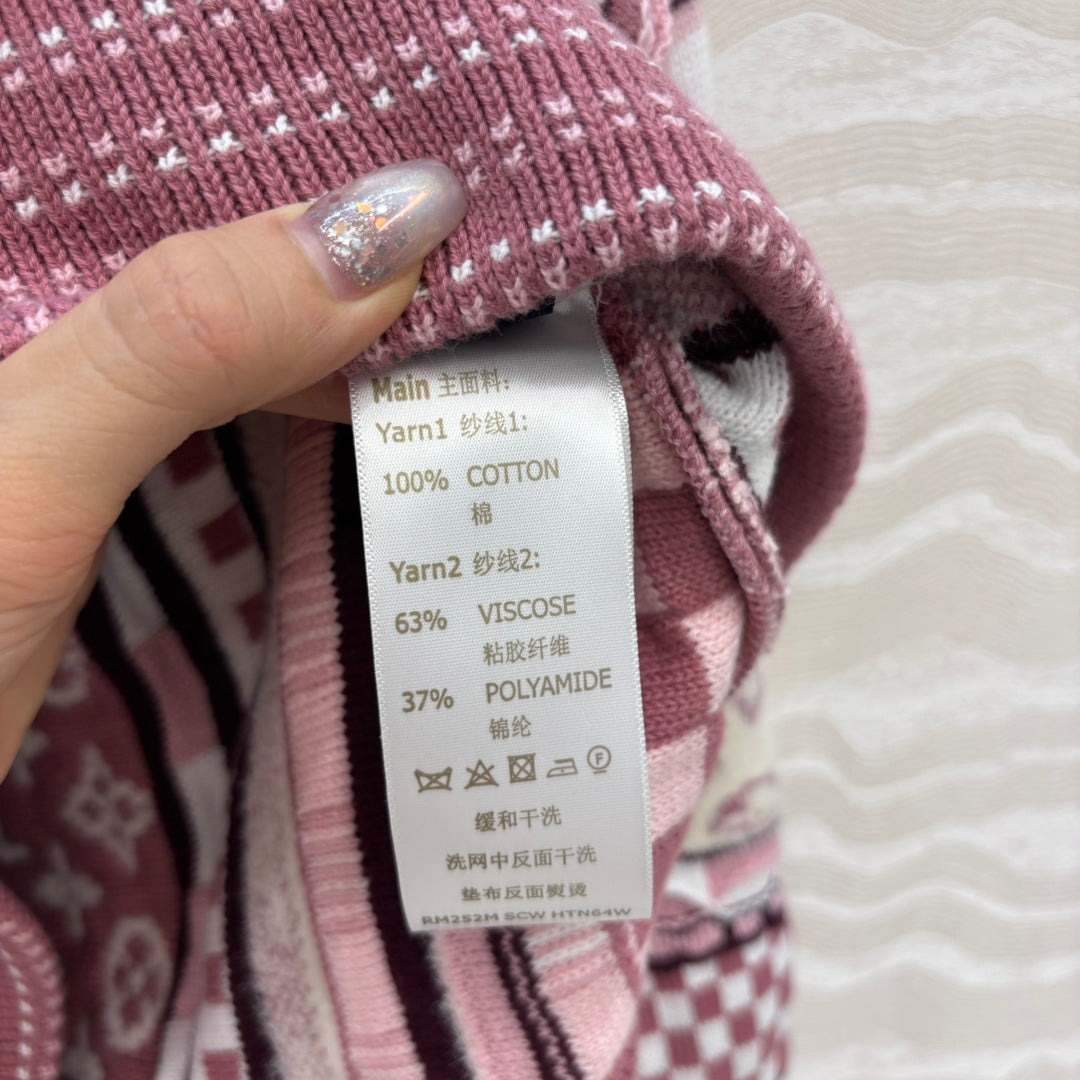 Main 主面料:
Yarn1 纱线1:
100% COTTON
棉
Yarn2 纱线2:
63% VISCOSE
粘胶纤维
37% POLYAMIDE
锦纶
F
缓和干洗
洗网中反面干洗
垫布反面熨烫
RM252M SCW HTN64W